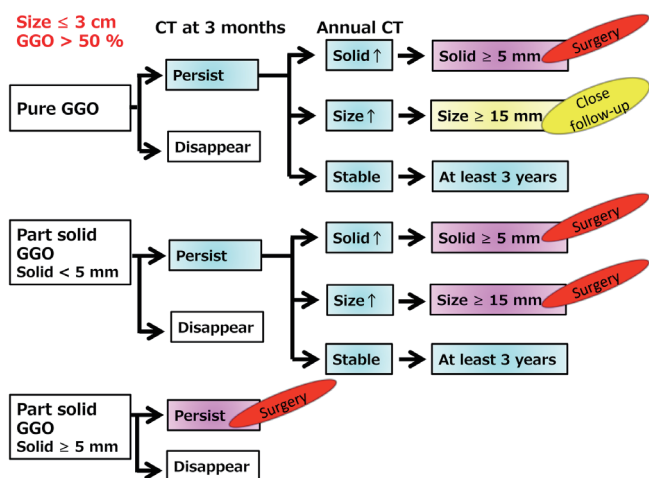 Size ≤ 3 cm
GGO > 50 %
CT at 3 months
Annual CT
Pure GGO
Persist
Disappear
Solid↑
Solid ≥ 5 mm
Surgery
Size↑
Size ≥ 15 mm
Close
follow-up
Stable
At least 3 years
Part solid
GGO
Solid < 5 mm
Persist
Disappear
Solid↑
Solid ≥ 5 mm
Surgery
Size↑
Size ≥ 15 mm
Surgery
Stable
At least 3 years
Part solid
GGO
Solid ≥ 5 mm
Persist
Surgery
Disappear